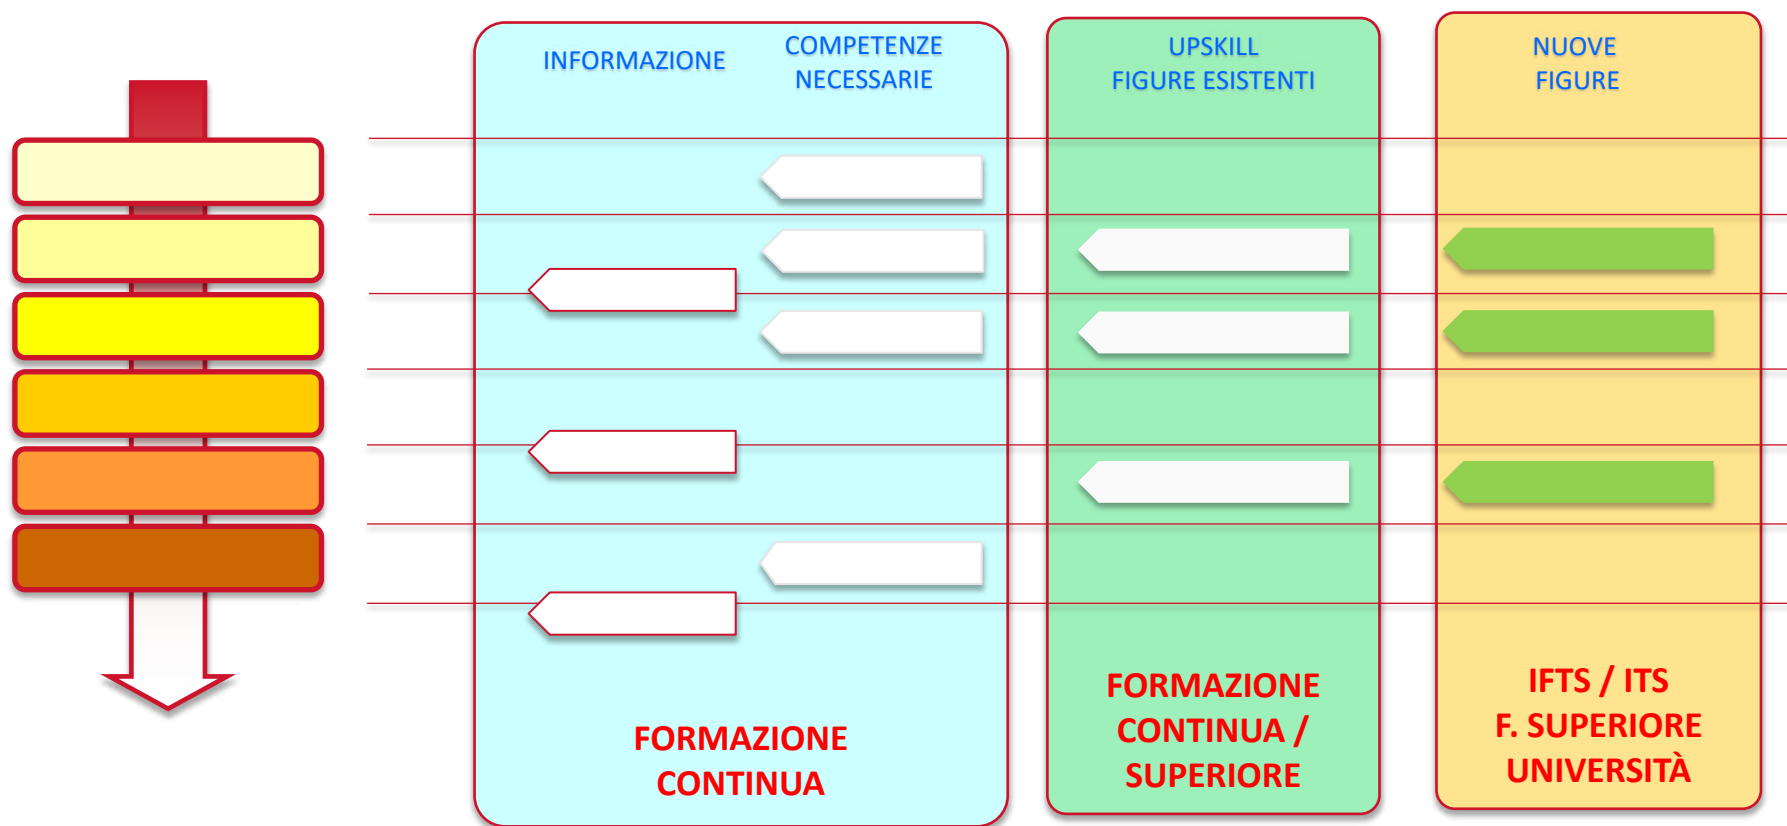 INFORMAZIONE
COMPETENZE
NECESSARIE
UPSKILL
FIGURE ESISTENTI
NUOVE
FIGURE
FORMAZIONE
CONTINUA
FORMAZIONE
CONTINUA /
SUPERIORE
IFTS / ITS
F. SUPERIORE
UNIVERSITÀ